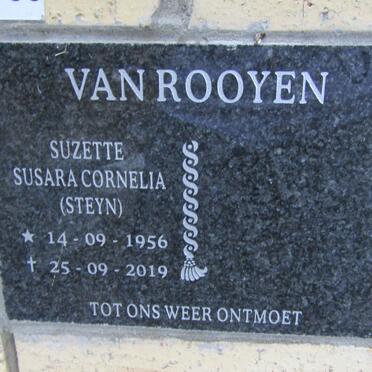 VAN ROOYEN
SUZETTE
SUSARA CORNELIA
(STEYN)
★ 14 - 09 - 1956
✝ 25 - 09 - 2019
TOT ONS WEER ONTMOET